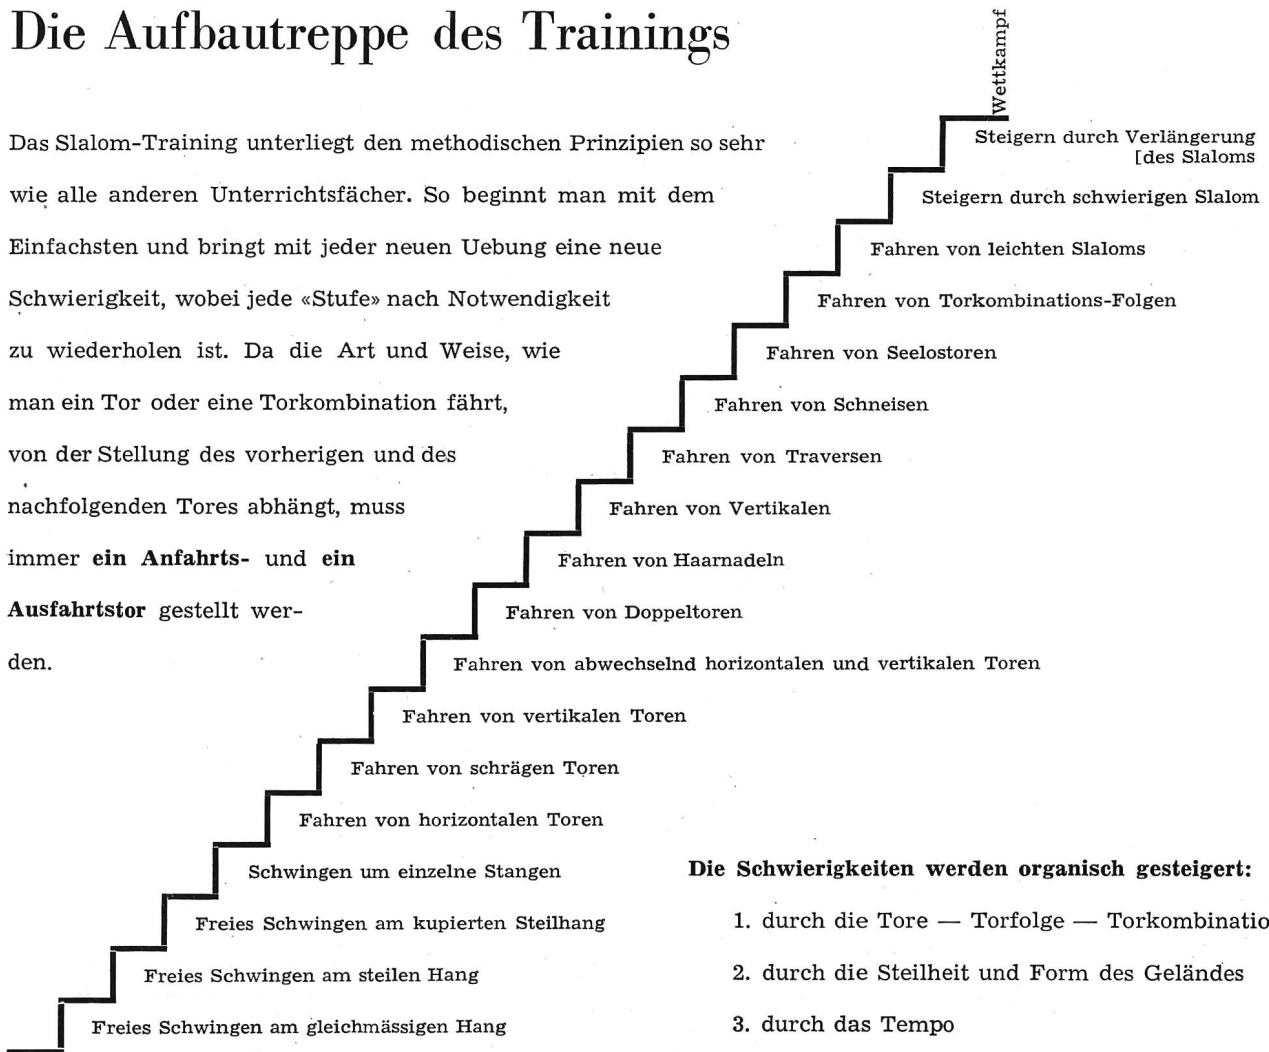 Die Aufbautreppe des Trainings
Das Slalom-Training unterliegt den methodischen Prinzipien so sehr
wie alle anderen Unterrichtsfächer. So beginnt man mit dem
Einfachsten und bringt mit jeder neuen Uebung eine neue
Schwierigkeit, wobei jede «Stufe» nach Notwendigkeit
zu wiederholen ist. Da die Art und Weise, wie
man ein Tor oder eine Torkombination fährt,
von der Stellung des vorherigen und des
nachfolgenden Tores abhängt, muss
immer ein Anfahrts- und ein
Ausfahrtstor gestellt wer-
den.
Wettkampf
Steigern durch Verlängerung
[des Slaloms
Steigern durch schwierigen Slalom
Fahren von leichten Slaloms
Fahren von Torkombinations-Folgen
Fahren von Seelostoren
Fahren von Schneisen
Fahren von Traversen
Fahren von Vertikalen
Fahren von Haarnadeln
Fahren von Doppeltoren
Fahren von abwechselnd horizontalen und vertikalen Toren
Fahren von vertikalen Toren
Fahren von schrägen Toren
Fahren von horizontalen Toren
Schwingen um einzelne Stangen
Freies Schwingen am kupierten Steilhang
Freies Schwingen am steilen Hang
Freies Schwingen am gleichmässigen Hang
Die Schwierigkeiten werden organisch gesteigert:
1. durch die Tore — Torfolge — Torkombinatio
2. durch die Steilheit und Form des Geländes
3. durch das Tempo